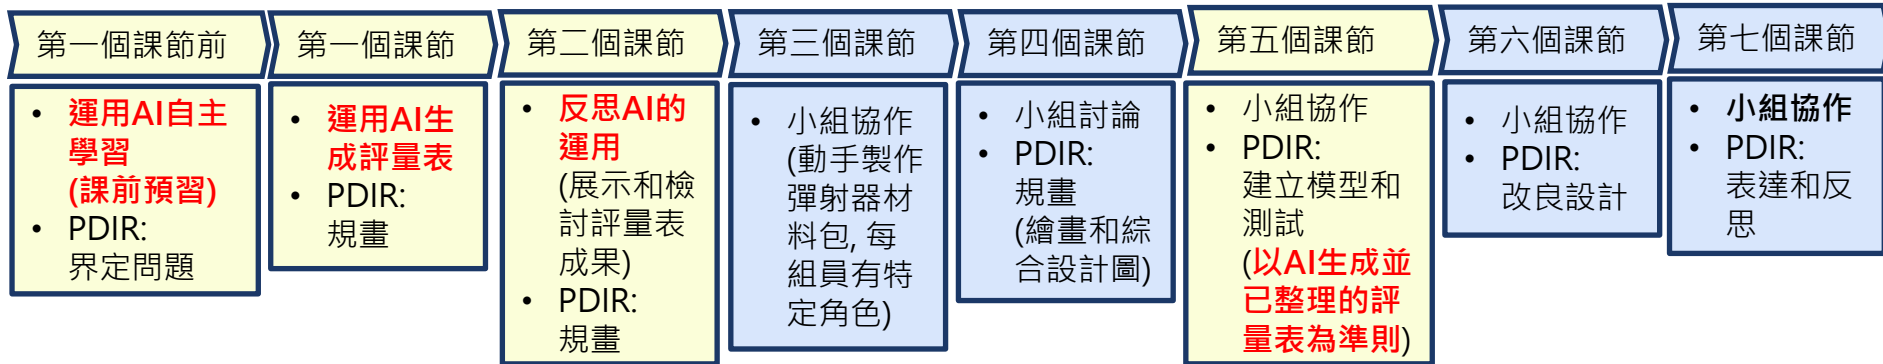 第一個課節前
第一個課節
第二個課節
第三個課節
第四個課節
第五個課節
第六個課節
第七個課節
• 運用AI自主
學習
(課前預習)
• PDIR:
界定問題
• 運用AI生
成評量表
• PDIR:
規畫
• 反思AI的
運用
(展示和檢
討評量表
成果)
• PDIR:
規畫
• 小組協作
(動手製作
彈射器材
料包, 每
組員有特
定角色)
• 小組討論
• PDIR:
規畫
(繪畫和綜
合設計圖)
• 小組協作
• PDIR:
建立模型和
測試
(以AI生成並
已整理的評
量表為準則)
• 小組協作
• PDIR:
改良設計
• 小組協作
• PDIR:
表達和反
思